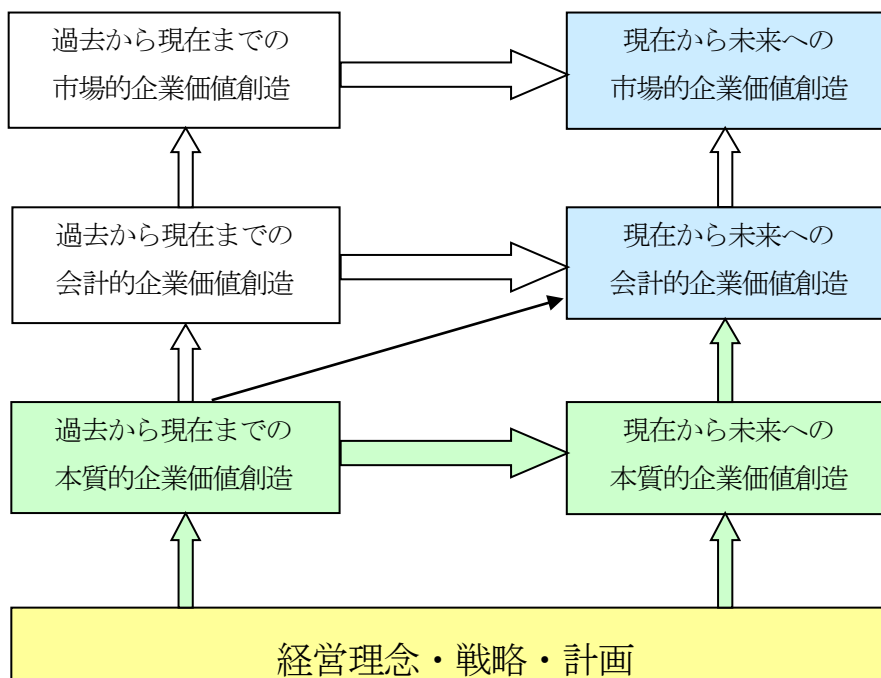 過去から現在までの
市場的企業価値創造
現在から未来への
市場的企業価値創造
過去から現在までの
会計的企業価値創造
現在から未来への
会計的企業価値創造
過去から現在までの
本質的企業価値創造
現在から未来への
本質的企業価値創造
経営理念・戦略・計画